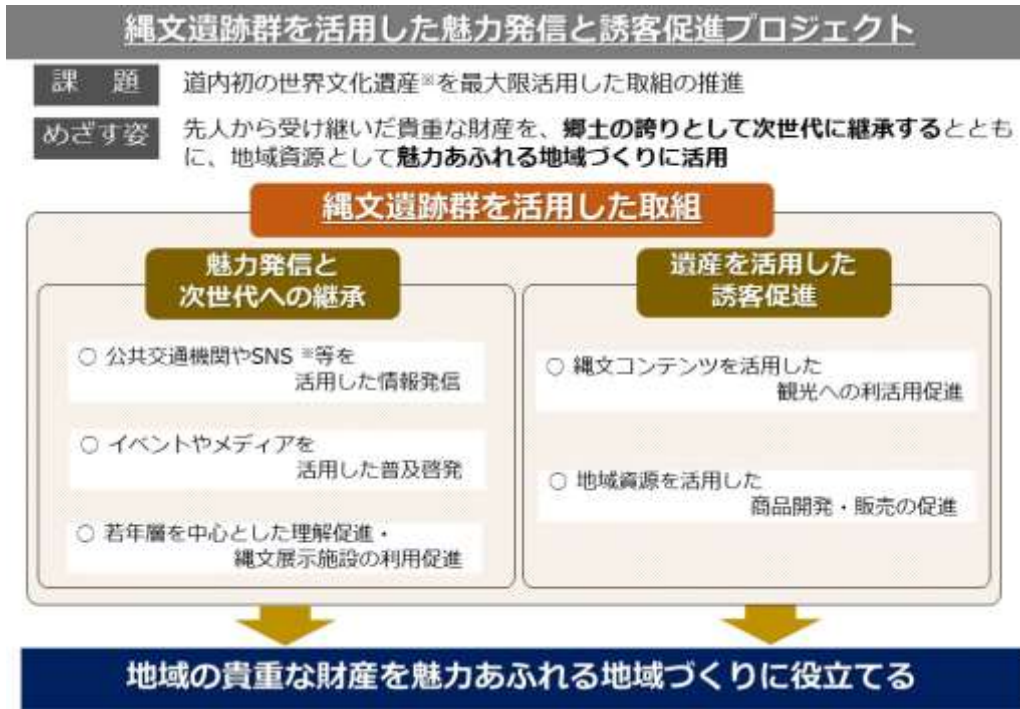 縄文遺跡群を活用した魅力発信と誘客促進プロジェクト
課 題
道内初の世界文化遺産※を最大限活用した取組の推進
めざす姿
先人から受け継いだ貴重な財産を、郷土の誇りとして次世代に継承するととも
に、地域資源として魅力あふれる地域づくりに活用
縄文遺跡群を活用した取組
魅力発信と
次世代への継承
○ 公共交通機関やSNS ※等を
活用した情報発信
○ イベントやメディアを
活用した普及啓発
○ 若年層を中心とした理解促進・
縄文展示施設の利用促進
遺産を活用した
誘客促進
○ 縄文コンテンツを活用した
観光への利活用促進
○ 地域資源を活用した
商品開発・販売の促進
地域の貴重な財産を魅力あふれる地域づくりに役立てる